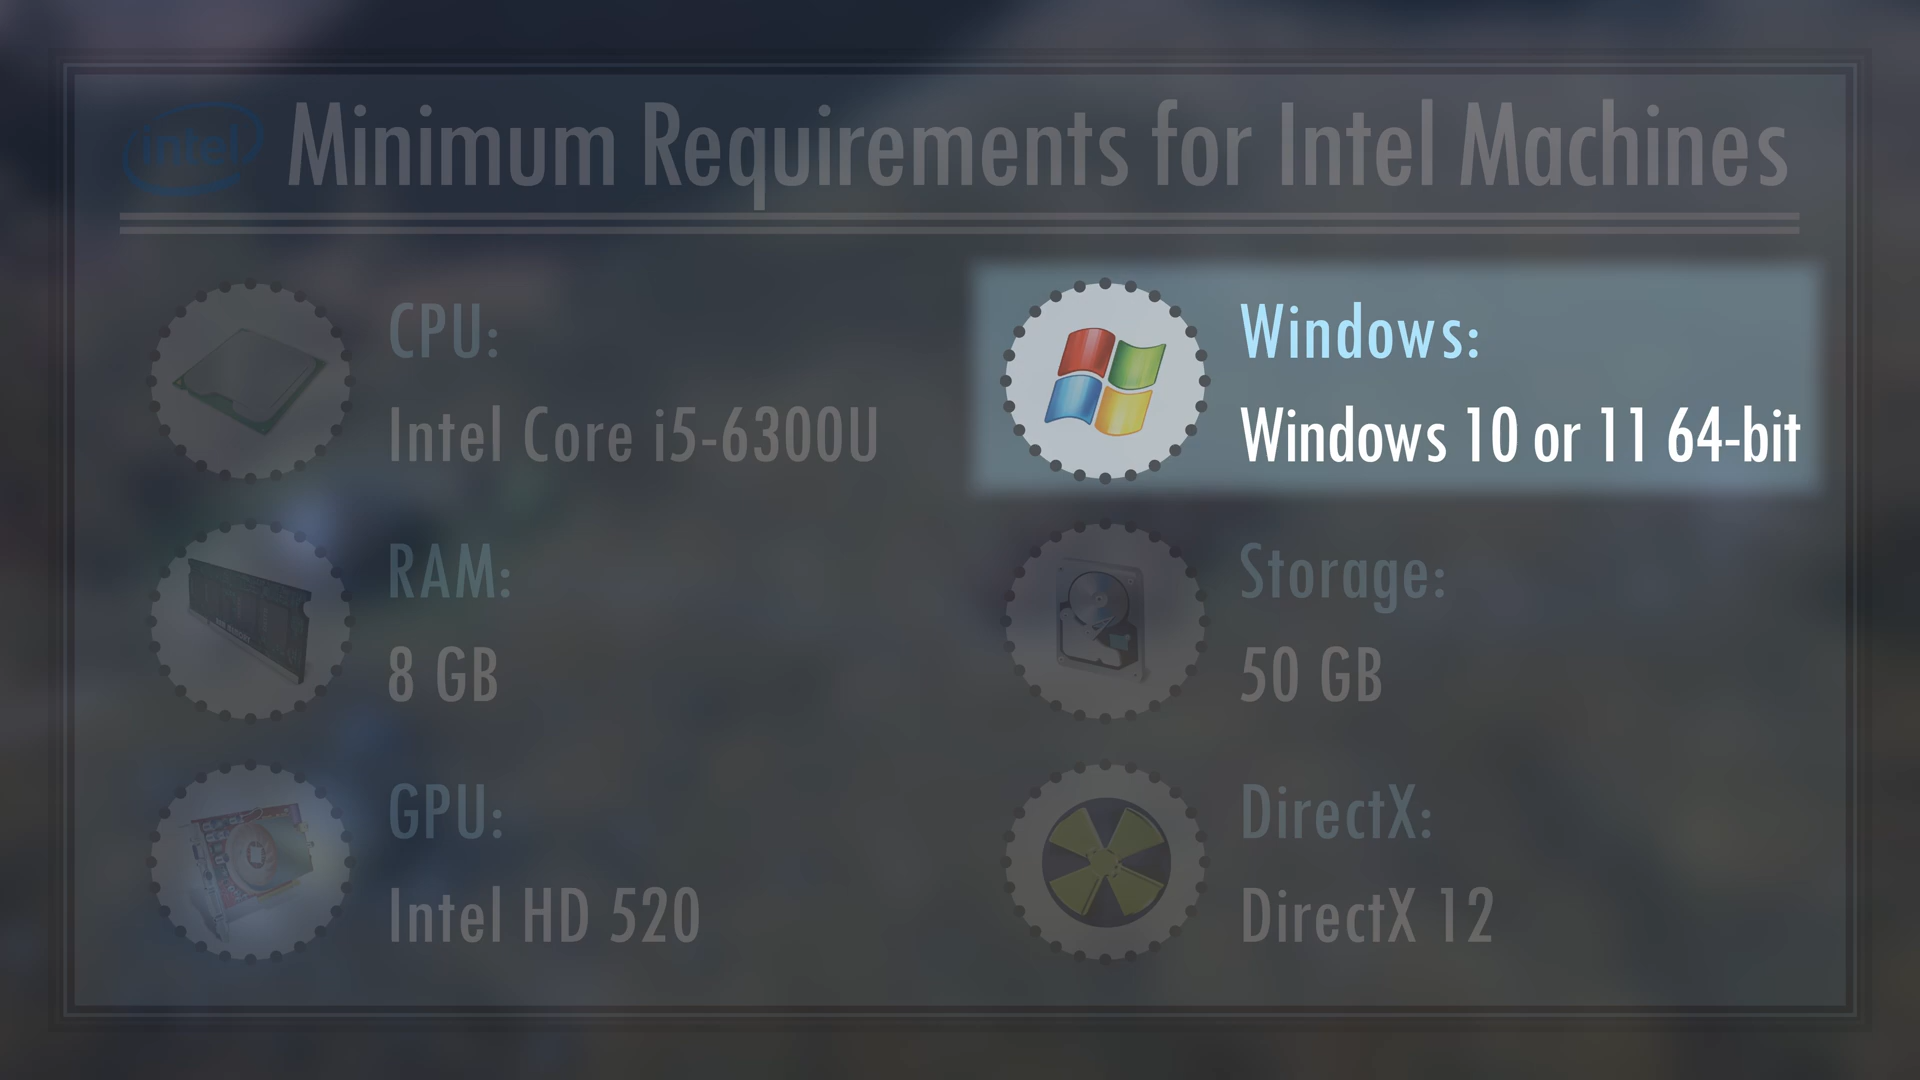 intel Minimum Requirements for Intel Machines
CPU:
Intel Core i5-6300U
Windows:
Windows 10 or 11 64-bit
RAM:
8 GB
Storage:
50 GB
GPU:
Intel HD 520
DirectX:
DirectX 12